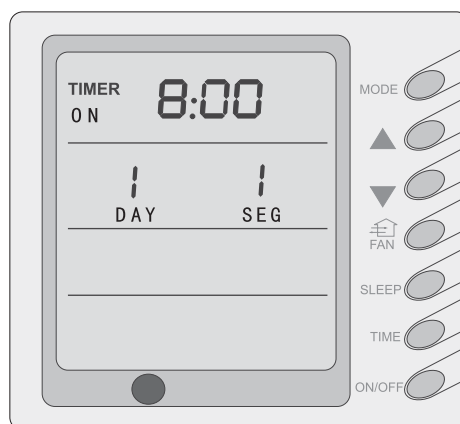 TIMER 8:00
ON
1 1
DAY SEG
MODE
FAN
SLEEP
TIME
ON/OFF